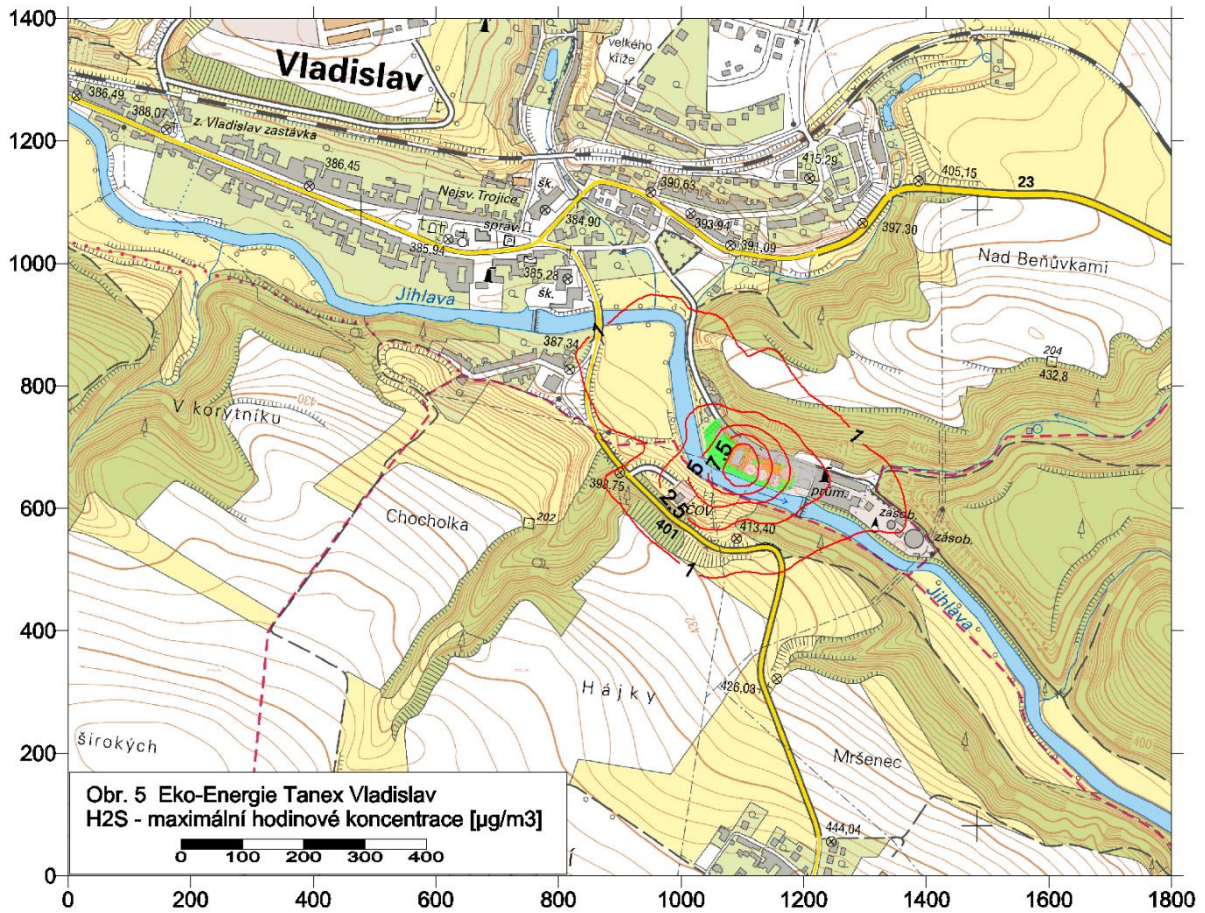 1400
1200
1000
800
600
400
200
0
Vladislav
velkého
kříže
386,49
388,07
z. Vladislav zastávka
386,45
415,29
405,15
23
šk.
390,63
Nejsv. Trojice
384,90
393,94
397,30
správ.
391,09
385,94
385,28
Nad Beňůvkami
šk.
Jihlava
1
387,34
204
432,8
V korytníku
430
1
400
400
7.5
5
393,75
prům.
2.5
ČOV
zásob.
Chocholka
202
401
413,40
zásob.
1
Jihlava
432
Hájky
426,03
400
širokých
Mršenec
Obr. 5 Eko-Energie Tanex Vladislav
H2S - maximální hodinové koncentrace [µg/m3]
0 100 200 300 400
444,04
í
0 200 400 600 800 1000 1200 1400 1600 1800